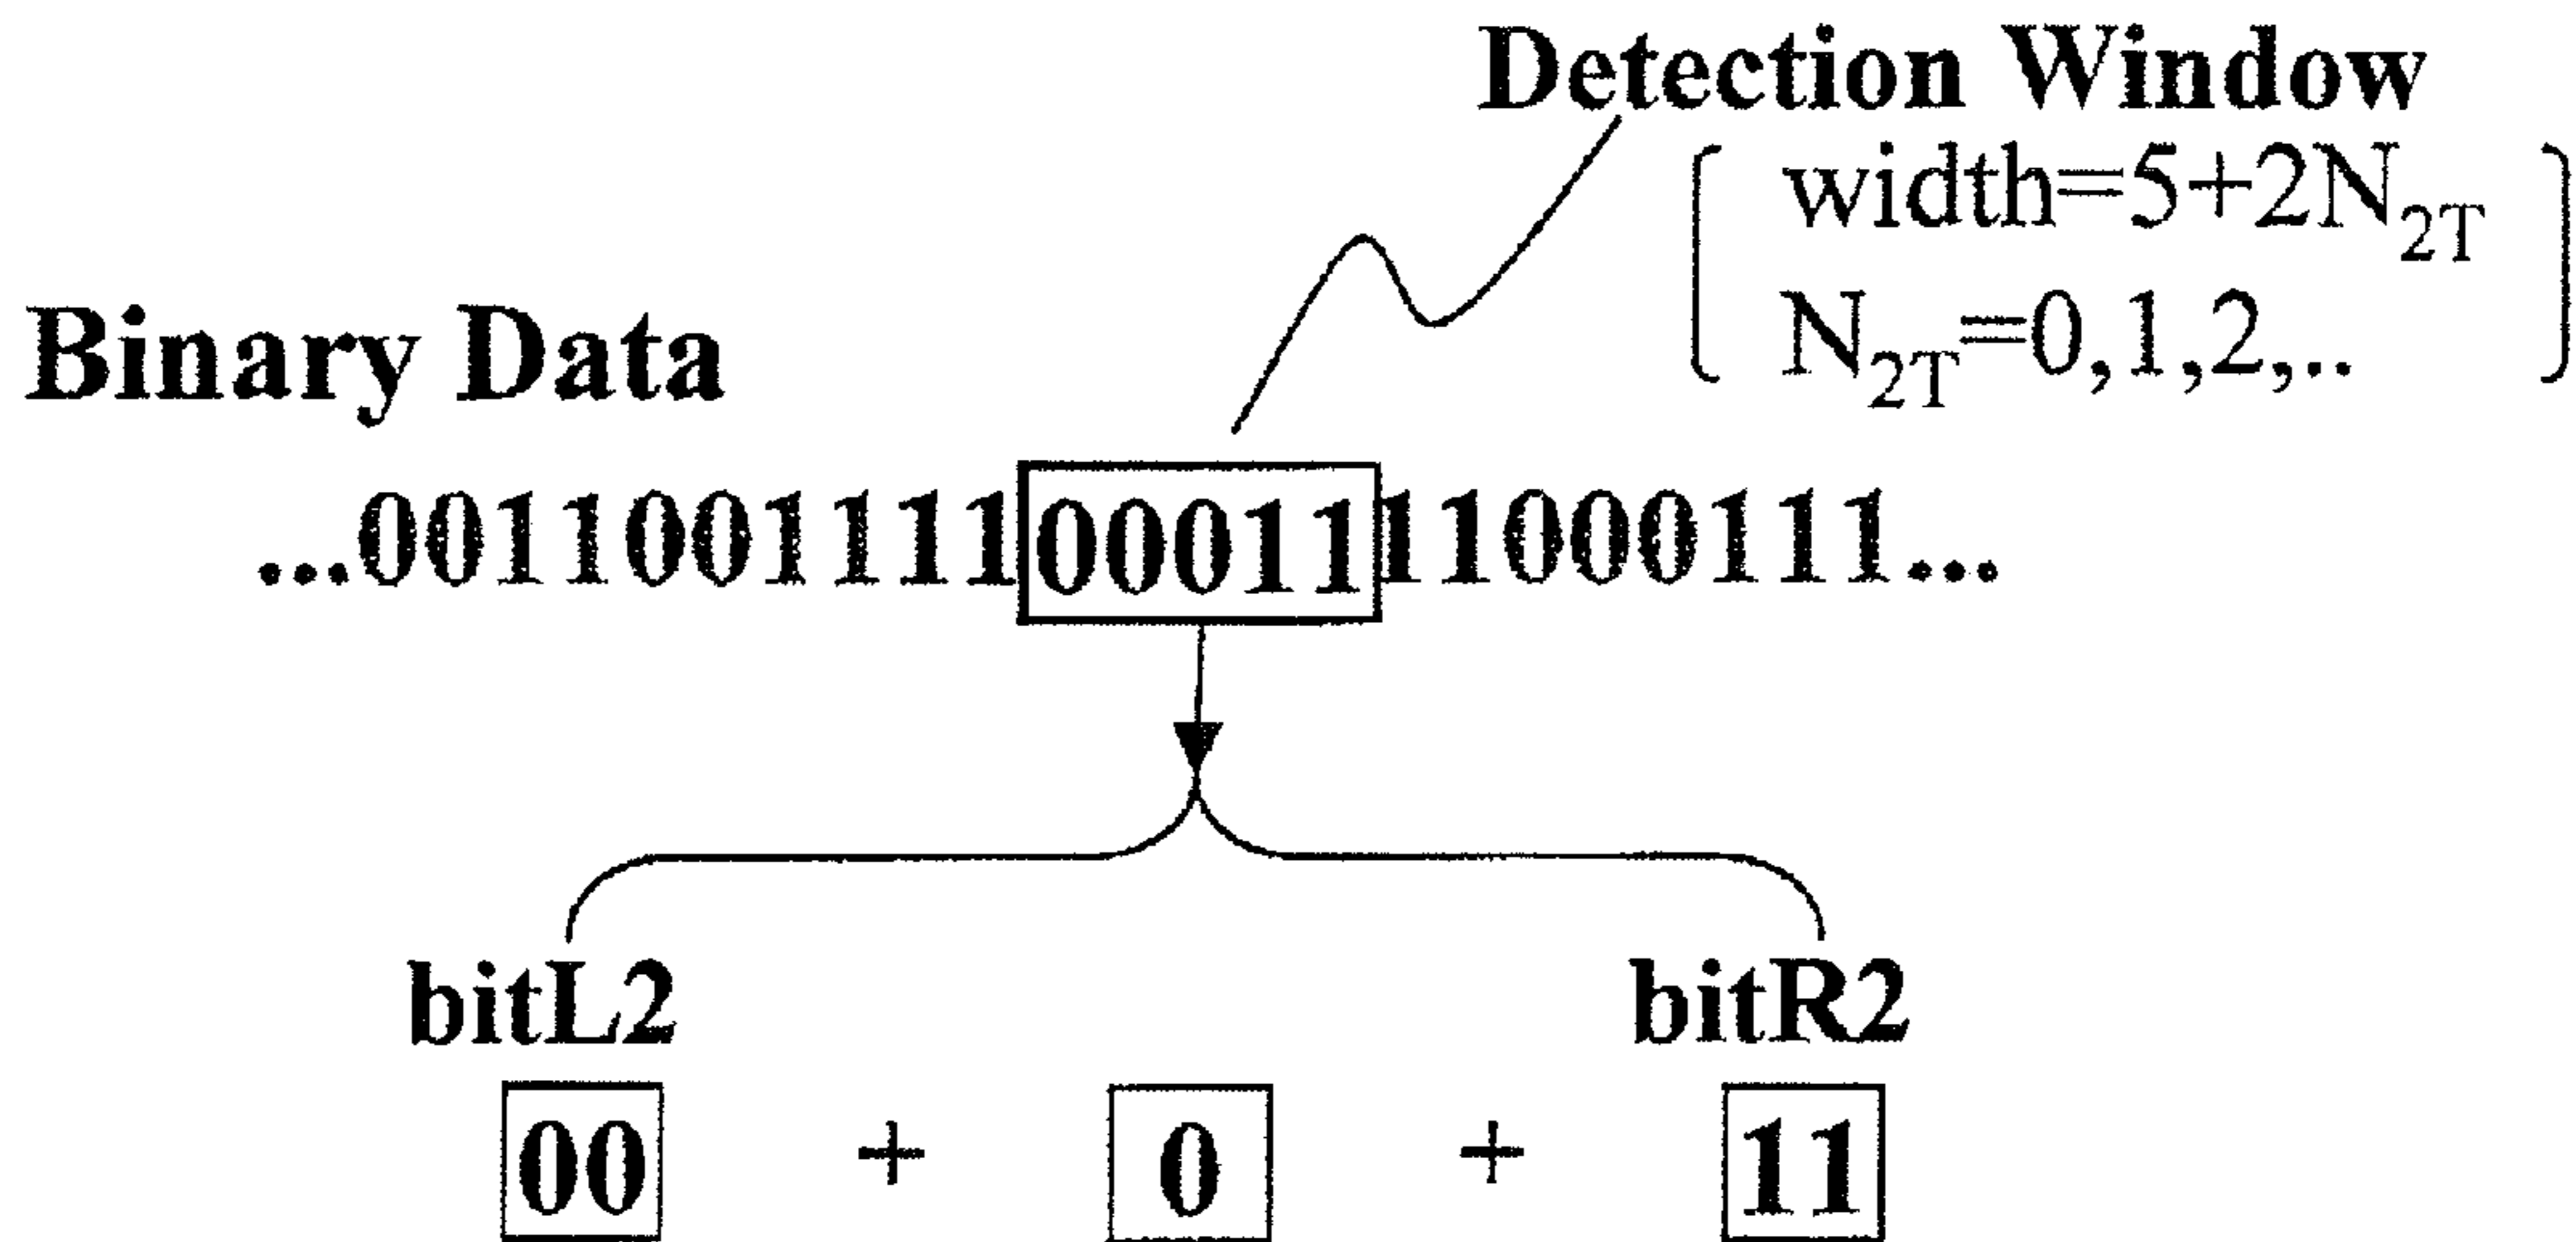 Detection Window
width=5+2N2T
N2T=0,1,2,..
Binary Data
...00110011110001111000111...
bitL2 bitR2
00 + 0 + 11